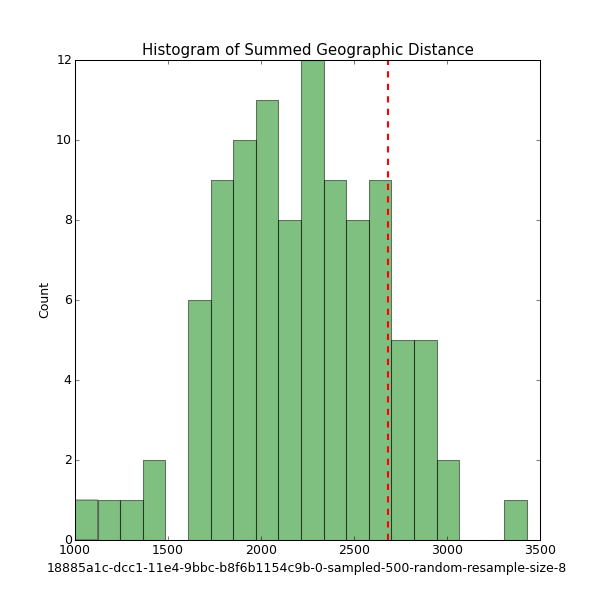 Histogram of Summed Geographic Distance
12
10
8
6
4
2
0
Count
1000 1500 2000 2500 3000 3500
18885a1c-dcc1-11e4-9bbc-b8f6b1154c9b-0-sampled-500-random-resample-size-8